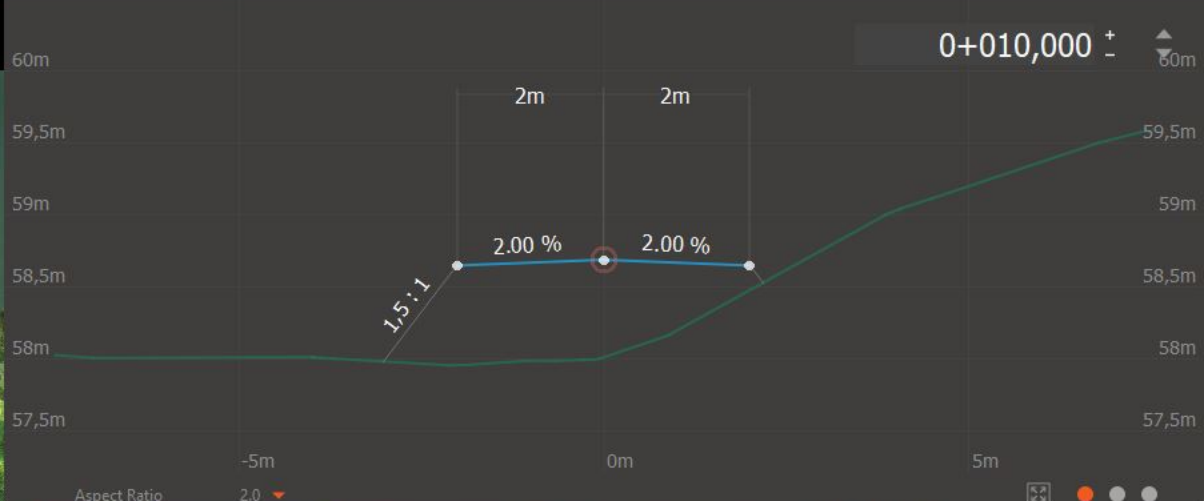 0+010,000 + −
60m 60m
2m 2m
59,5m 59,5m
59m 59m
2.00 % 2.00 %
58,5m 58,5m
1,5 : 1
58m 58m
57,5m 57,5m
-5m 0m 5m
Aspect Ratio 2.0